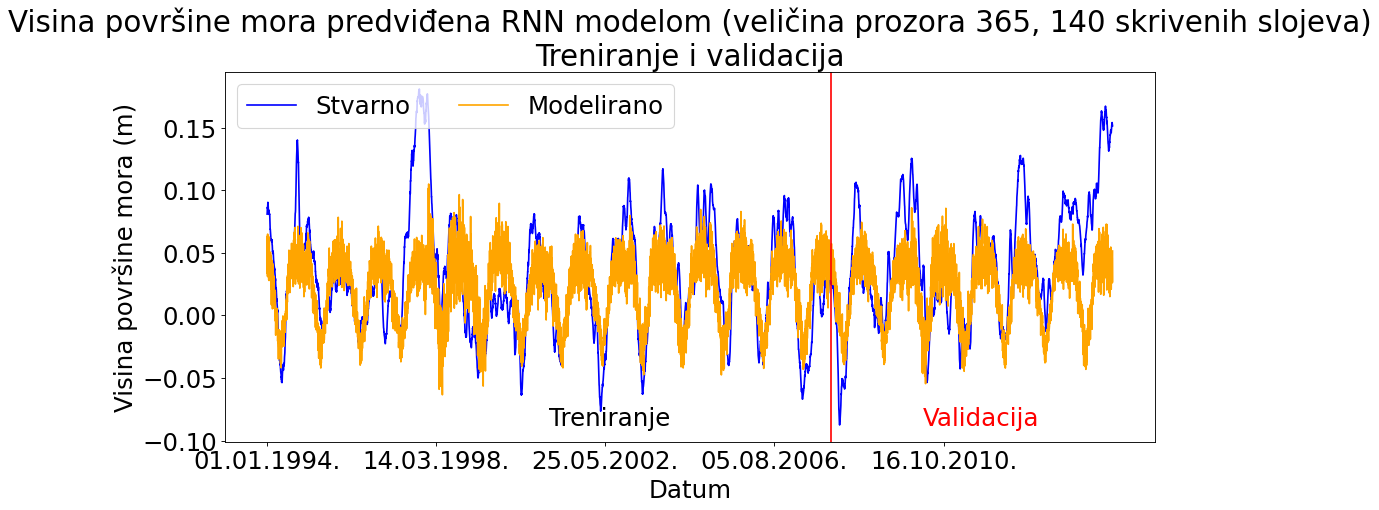 Visina površine mora predviđena RNN modelom (veličina prozora 365, 140 skrivenih slojeva)
Treniranje i validacija
Stvarno
Modelirano
Visina površine mora (m)
0.15
0.10
0.05
0.00
−0.05
−0.10
Treniranje
Validacija
01.01.1994.
14.03.1998.
25.05.2002.
05.08.2006.
16.10.2010.
Datum